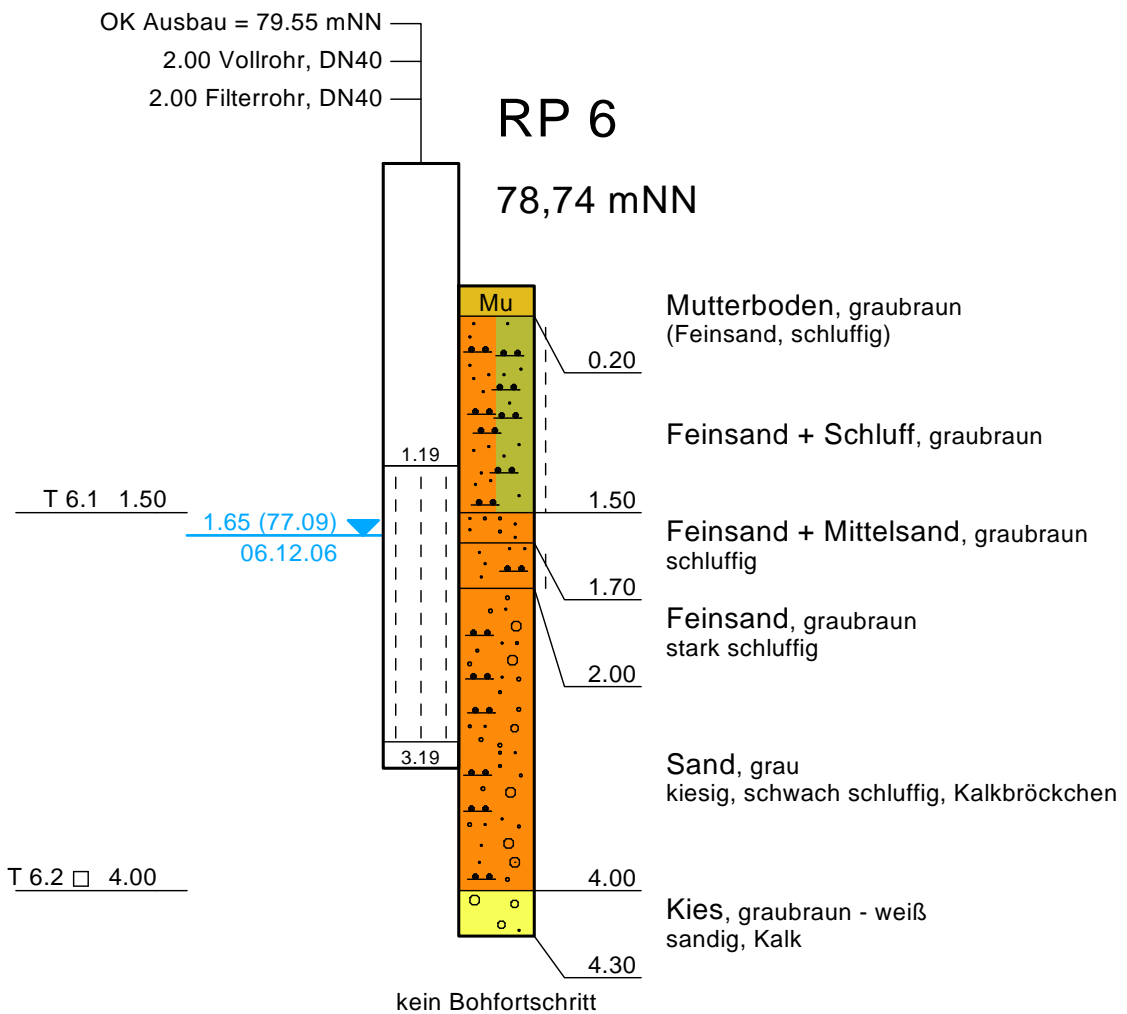 OK Ausbau = 79.55 mNN
2.00 Vollrohr, DN40
2.00 Filterrohr, DN40
RP 6
78,74 mNN
Mu
Mutterboden, graubraun
(Feinsand, schluffig)
0.20
Feinsand + Schluff, graubraun
1.19
T 6.1 1.50
1.50
1.65 (77.09)
06.12.06
Feinsand + Mittelsand, graubraun
schluffig
1.70
Feinsand, graubraun
stark schluffig
2.00
3.19
Sand, grau
kiesig, schwach schluffig, Kalkbröckchen
T 6.2 □ 4.00
4.00
Kies, graubraun - weiß
sandig, Kalk
4.30
kein Bohfortschritt